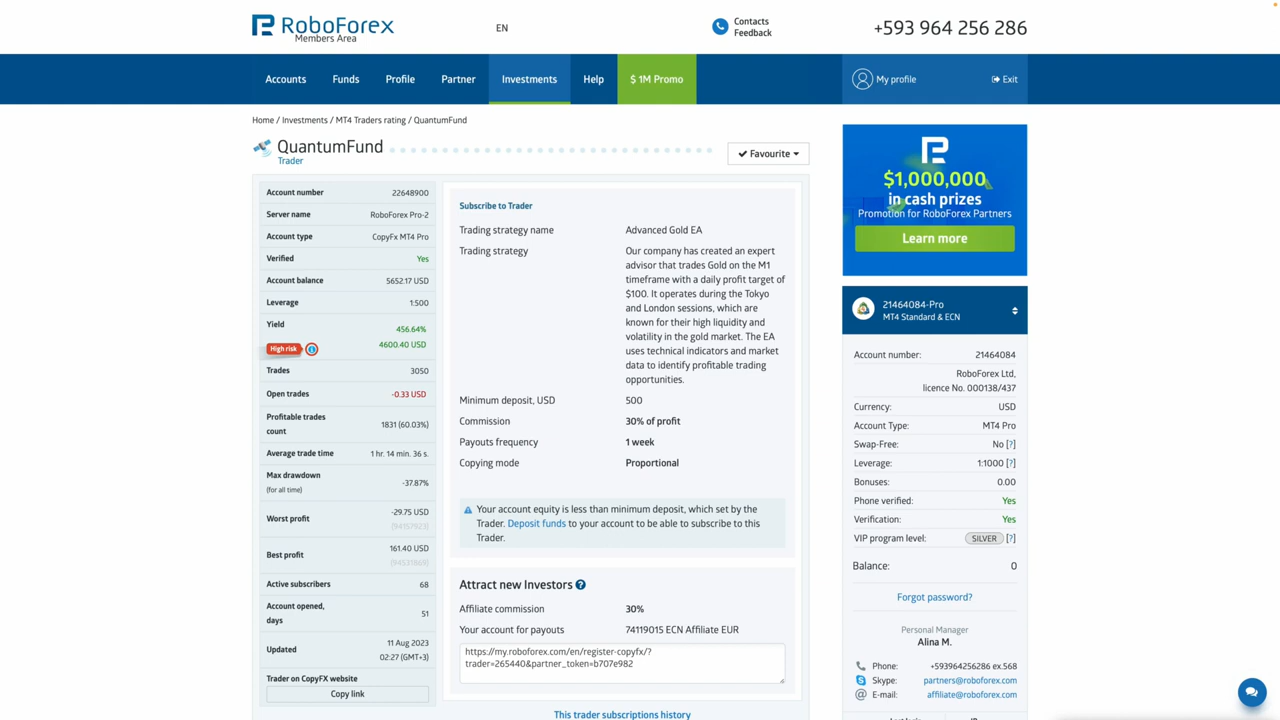 RoboForex
Members Area
EN
Contacts
Feedback
+593 964 256 286
Accounts
Funds
Profile
Partner
Investments
Help
$ 1M Promo
My profile
Exit
Home / Investments / MT4 Traders rating / QuantumFund
QuantumFund
Trader
Favourite
Account number 22648900
Server name RoboForex Pro-2
Account type CopyFx MT4 Pro
Verified Yes
Account balance 5652.17 USD
Leverage 1:500
Yield 456.64%
High risk 4600.40 USD
Trades 3050
Open trades -0.33 USD
Profitable trades
count 1831 (60.03%)
Average trade time 1 hr. 14 min. 36 s.
Max drawdown
(for all time) -37.87%
Worst profit -29.75 USD
(94157923)
Best profit 161.40 USD
(94531869)
Active subscribers 68
Account opened,
days 51
Updated 11 Aug 2023
02:27 (GMT+3)
Trader on CopyFX website
Copy link
Subscribe to Trader
Trading strategy name Advanced Gold EA
Trading strategy Our company has created an expert
advisor that trades Gold on the M1
timeframe with a daily profit target of
$100. It operates during the Tokyo
and London sessions, which are
known for their high liquidity and
volatility in the gold market. The EA
uses technical indicators and market
data to identify profitable trading
opportunities.
Minimum deposit, USD 500
Commission 30% of profit
Payouts frequency 1 week
Copying mode Proportional
Your account equity is less than minimum deposit, which set by the
Trader. Deposit funds to your account to be able to subscribe to this
Trader.
Attract new Investors ?
Affiliate commission 30%
Your account for payouts 74119015 ECN Affiliate EUR
https://my.roboforex.com/en/register-copyfx/?
trader=265440&partner_token=b707e982
This trader subscriptions history
$1,000,000
in cash prizes
Promotion for RoboForex Partners
Learn more
21464084-Pro
MT4 Standard & ECN
Account number: 21464084
RoboForex Ltd,
licence No. 000138/437
Currency: USD
Account Type: MT4 Pro
Swap-Free: No [?]
Leverage: 1:1000 [?]
Bonuses: 0.00
Phone verified: Yes
Verification: Yes
VIP program level: SILVER [?]
Balance: 0
Forgot password?
Personal Manager
Alina M.
Phone: +593964256286 ex.568
Skype: partners@roboforex.com
E-mail: affiliate@roboforex.com